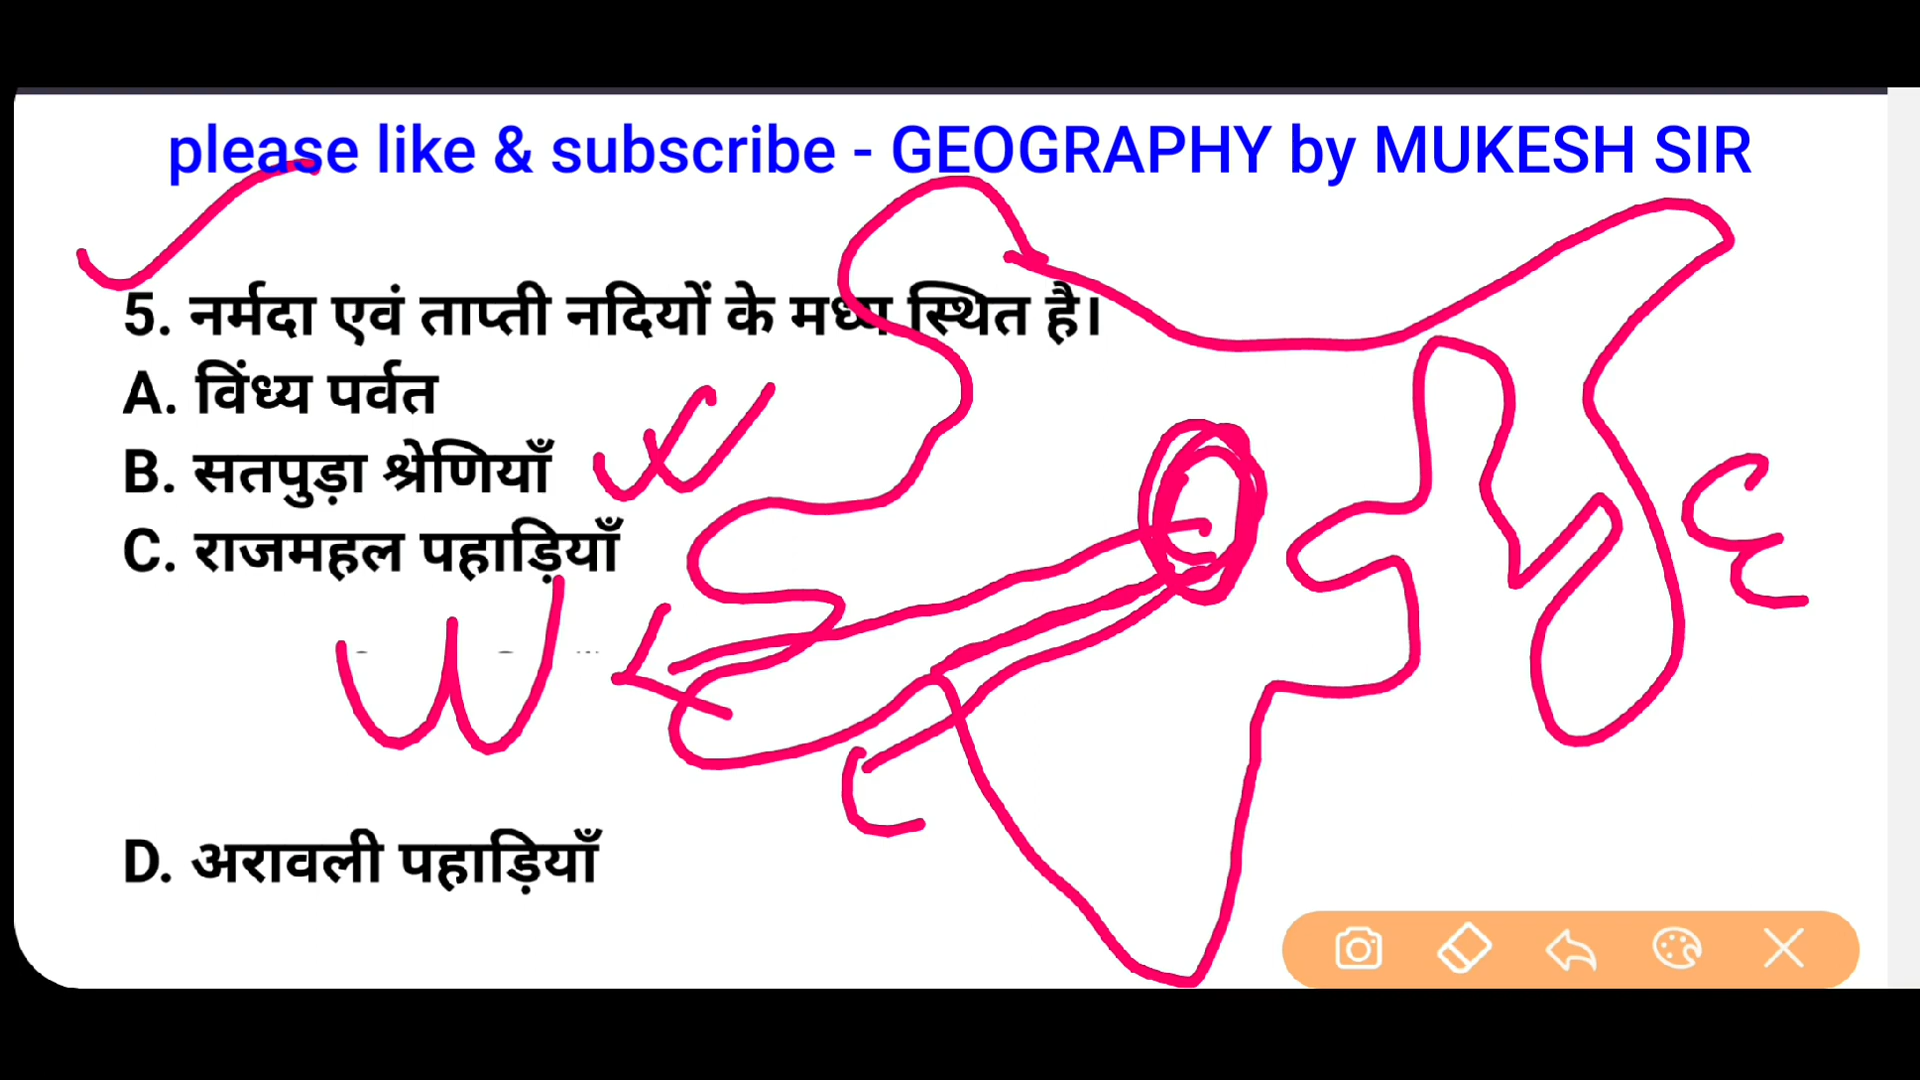 please like & subscribe - GEOGRAPHY by MUKESH SIR
5. नर्मदा एवं ताप्ती नदियों के मध्य स्थित है।
A. विंध्य पर्वत
B. सतपुड़ा श्रेणियाँ
C. राजमहल पहाड़ियाँ
W
E
D. अरावली पहाड़ियाँ